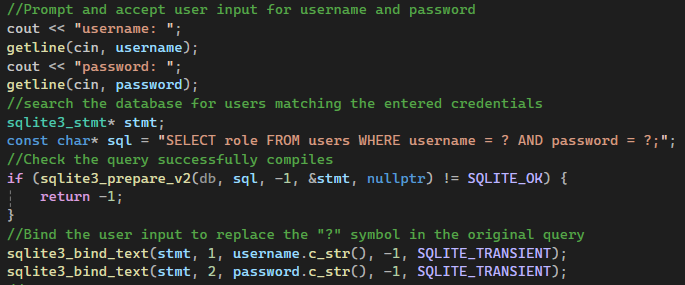 //Prompt and accept user input for username and password
cout << "username: ";
getline(cin, username);
cout << "password: ";
getline(cin, password);
//search the database for users matching the entered credentials
sqlite3_stmt* stmt;
const char* sql = "SELECT role FROM users WHERE username = ? AND password = ?;";
//Check the query successfully compiles
if (sqlite3_prepare_v2(db, sql, -1, &stmt, nullptr) != SQLITE_OK) {
    return -1;
}
//Bind the user input to replace the "?" symbol in the original query
sqlite3_bind_text(stmt, 1, username.c_str(), -1, SQLITE_TRANSIENT);
sqlite3_bind_text(stmt, 2, password.c_str(), -1, SQLITE_TRANSIENT);